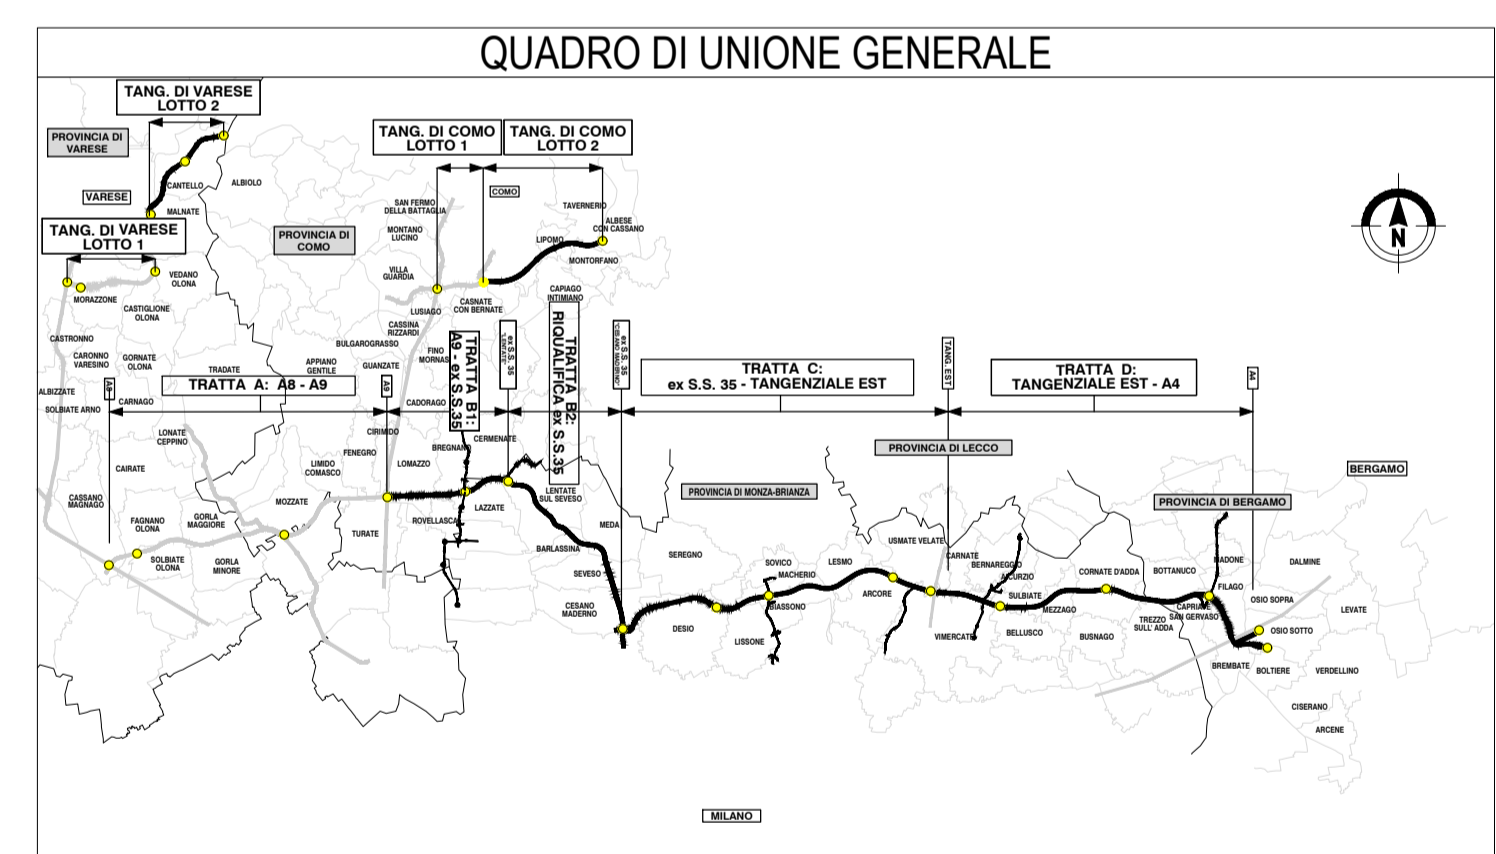 QUADRO DI UNIONE GENERALE
TANG. DI VARESE
LOTTO 2
PROVINCIA DI
VARESE
CANTELLO
ALBIOLO
VARESE
MALNATE
TANG. DI VARESE
LOTTO 1
PROVINCIA DI
COMO
VEDANO
OLONA
MORAZZONE
CASTIGLIONE
OLONA
TANG. DI COMO
LOTTO 1
TANG. DI COMO
LOTTO 2
COMO
SAN FERMO
DELLA BATTAGLIA
TAVERNERIO
ALBESE
CON CASSANO
MONTANO
LUCINO
LIPOMO
MONTORFANO
VILLA
GUARDIA
CAPIAGO
INTIMIANO
LUSIAGO
CASNATE
CON BERNATE
CASSINA
RIZZARDI
BULGAROGRASSO
FINO
MORNAS
CASTRONNO
CARONNO
VARESINO
GORNATE
OLONA
TRADATE
APPIANO
GENTILE
GUANZATE
ALBIZZATE
SOLBIATE ARNO
A8
CARNAGO
TRATTA A: A8 - A9
A9
CADORAGO
TRATTA B1:
A9 - ex S.S.35
ex S.S. 35
"LENTATE"
TRATTA B2:
RIQUALIFICA ex S.S.35
ex S.S. 35
"CESANO MADERNO"
TRATTA C:
ex S.S. 35 - TANGENZIALE EST
TANG. EST
TRATTA D:
TANGENZIALE EST - A4
A4
N
LONATE
CEPPINO
CIRIMIDO
FENEGRO
BREGNANO
CERMENATE
CAIRATE
LIMIDO
COMASCO
LOMAZZO
PROVINCIA DI LECCO
BERGAMO
CASSANO
MAGNAGO
MOZZATE
LENTATE
SUL SEVESO
PROVINCIA DI MONZA-BRIANZA
PROVINCIA DI BERGAMO
FAGNANO
OLONA
GORLA
MAGGIORE
ROVELLASCA
LAZZATE
MEDA
TURATE
SOLBIATE
OLONA
GORLA
MINORE
BARLASSINA
SEREGNO
USMATE VELATE
CARNATE
BERNAREGGIO
AICURZIO
SEVESO
SOVICO
MACHERIO
LESMO
CORNATE D'ADDA
BOTTANUCO
MADONE
DALMINE
CESANO
MADERNO
BIASSONO
ARCORE
SULBIATE
MEZZAGO
FILAGO
OSIO SOPRA
CAPRIATE
SAN GERVASO
LEVATE
DESIO
LISSONE
VIMERCATE
BELLUSCO
BUSNAGO
TREZZO
SULL' ADDA
OSIO SOTTO
BREMBATE
BOLTIERE
VERDELLINO
CISERANO
ARCENE
MILANO